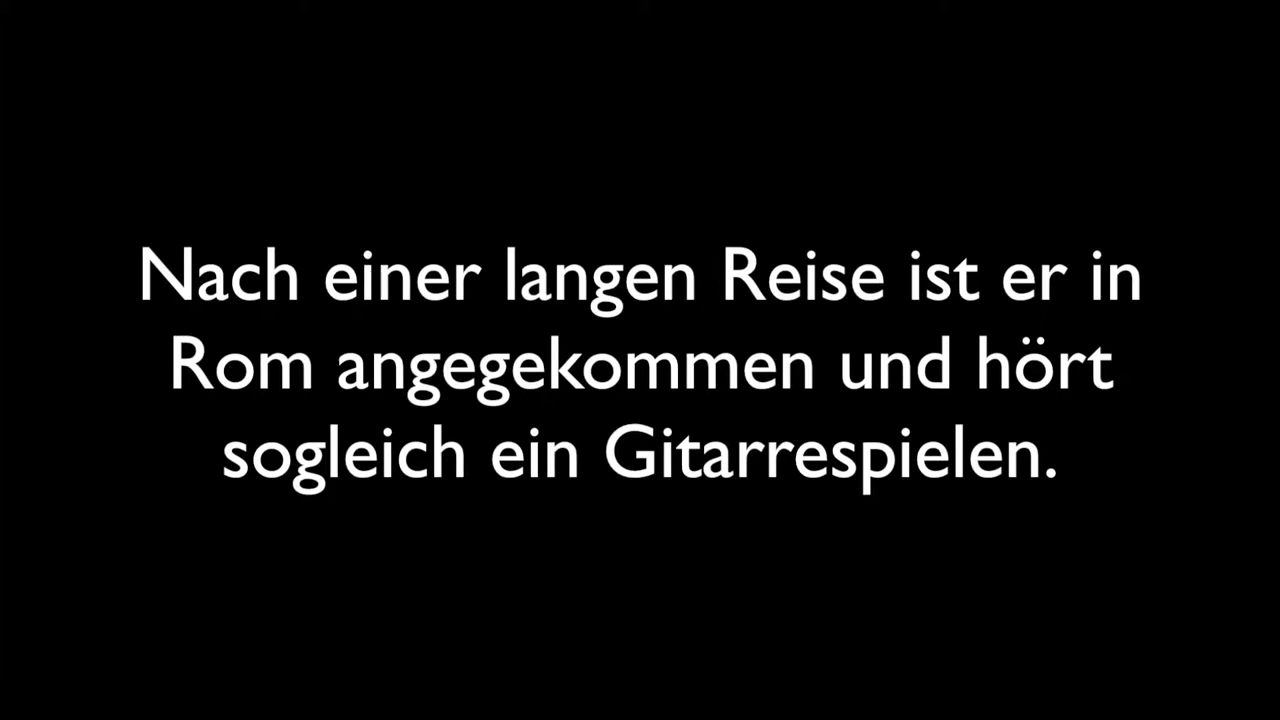 Nach einer langen Reise ist er in
Rom angegekommen und hört
sogleich ein Gitarrespielen.